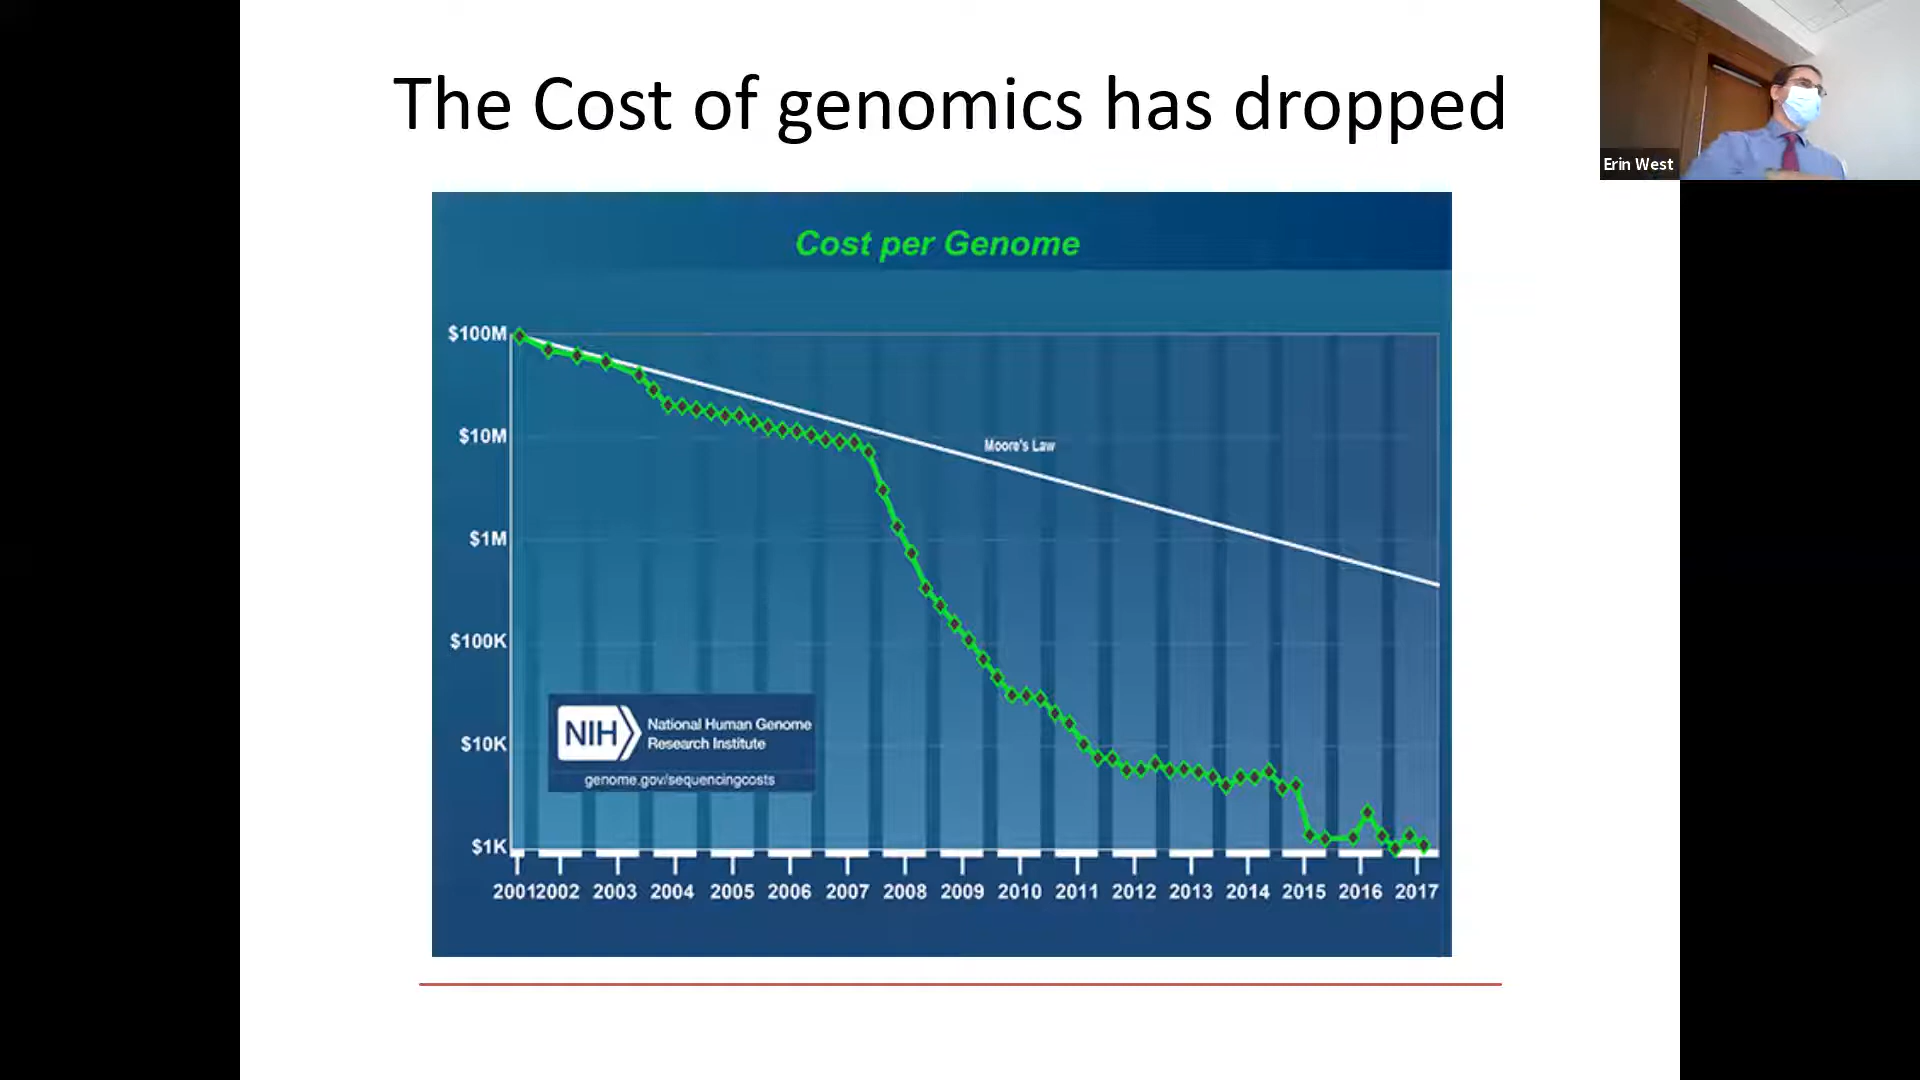 The Cost of genomics has dropped
Erin West
Cost per Genome
$100M
$10M
$1M
$100K
$10K
$1K
Moore's Law
NIH
National Human Genome
Research Institute
genome.gov/sequencingcosts
2001 2002 2003 2004 2005 2006 2007 2008 2009 2010 2011 2012 2013 2014 2015 2016 2017